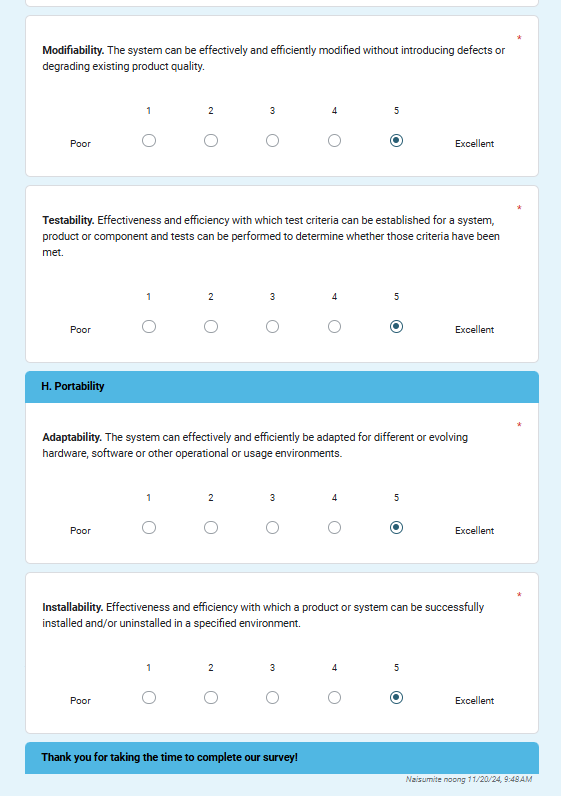 *
Modifiability. The system can be effectively and efficiently modified without introducing defects or
degrading existing product quality.
1 2 3 4 5
Poor Excellent
*
Testability. Effectiveness and efficiency with which test criteria can be established for a system,
product or component and tests can be performed to determine whether those criteria have been
met.
1 2 3 4 5
Poor Excellent
H. Portability
*
Adaptability. The system can effectively and efficiently be adapted for different or evolving
hardware, software or other operational or usage environments.
1 2 3 4 5
Poor Excellent
*
Installability. Effectiveness and efficiency with which a product or system can be successfully
installed and/or uninstalled in a specified environment.
1 2 3 4 5
Poor Excellent
Thank you for taking the time to complete our survey!
Naisumite noong 11/20/24, 9:48 AM